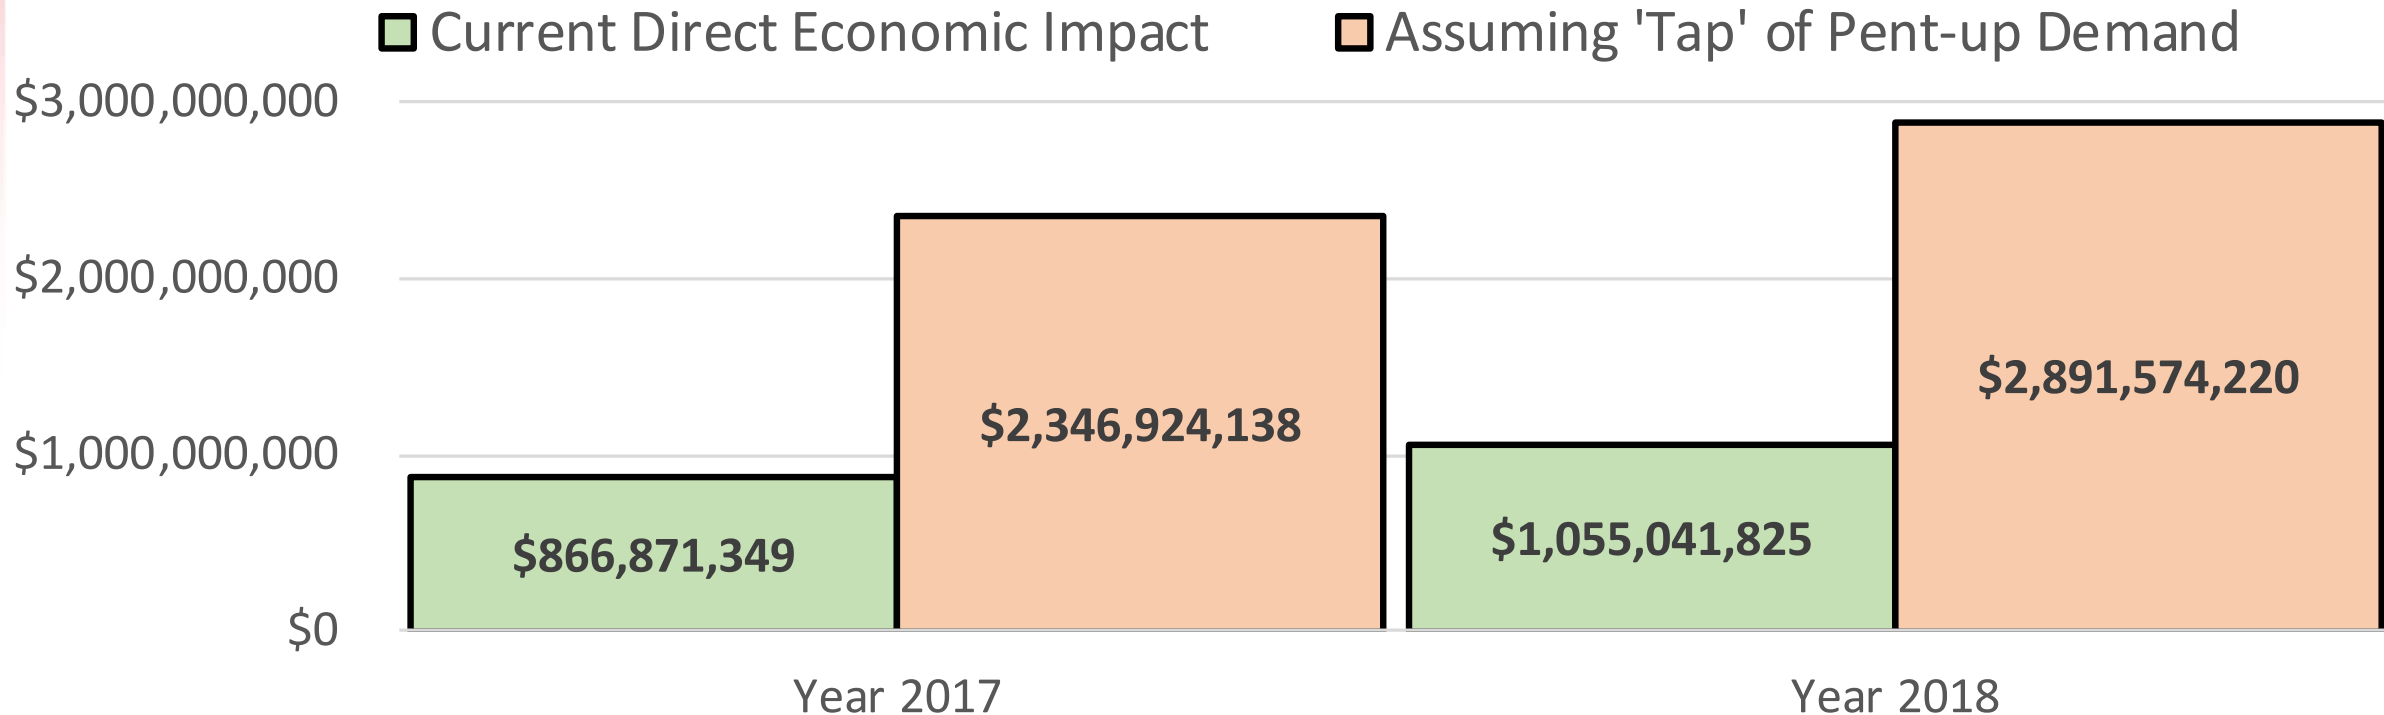 Current Direct Economic Impact
Assuming 'Tap' of Pent-up Demand
$3,000,000,000
$2,000,000,000
$1,000,000,000
$0
$866,871,349
$2,346,924,138
$1,055,041,825
$2,891,574,220
Year 2017
Year 2018